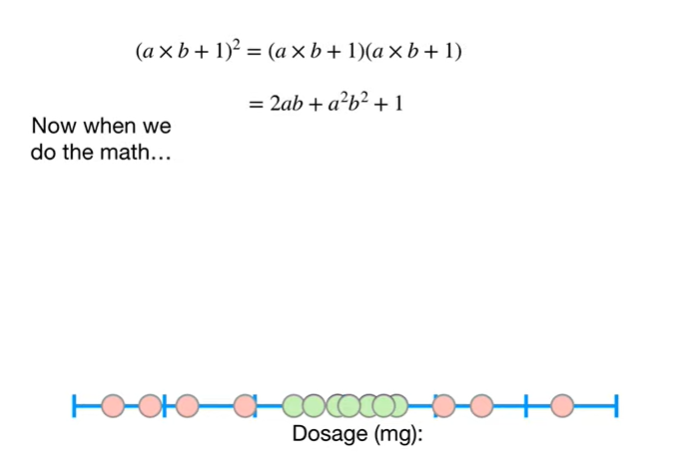 (a × b + 1)² = (a × b + 1)(a × b + 1)
= 2ab + a²b² + 1
Now when we
do the math…
Dosage (mg):